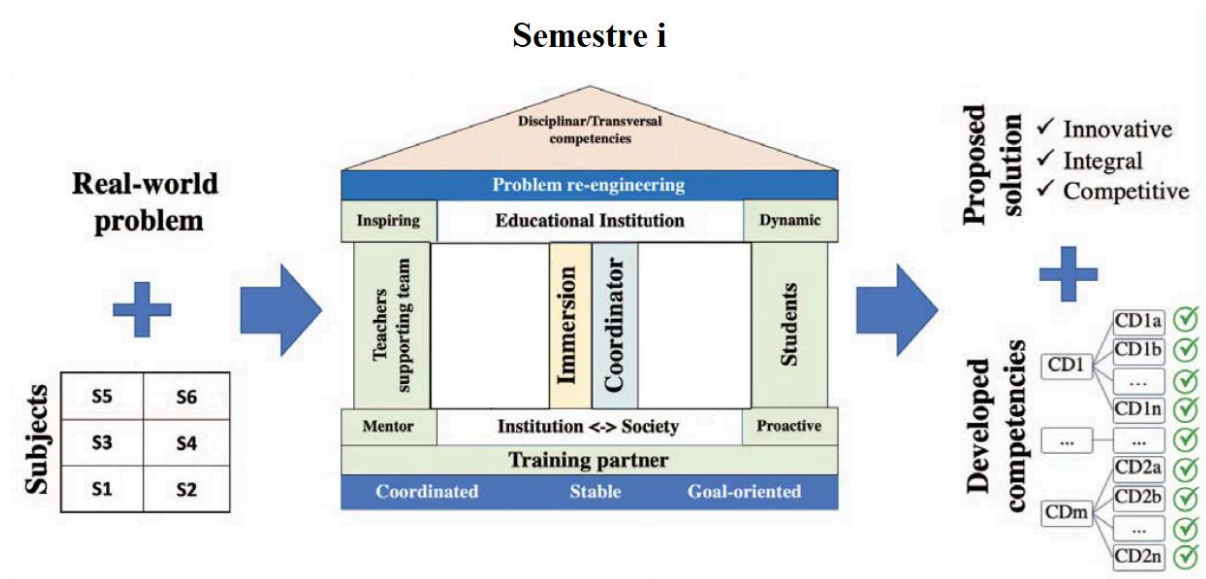 Semestre i
Real-world
problem
Subjects
S5 S6
S3 S4
S1 S2
Disciplinar/Transversal
competencies
Problem re-engineering
Inspiring Educational Institution Dynamic
Teachers
supporting team
Immersion
Coordinator
Students
Mentor Institution <-> Society Proactive
Training partner
Coordinated Stable Goal-oriented
Proposed
solution
✓ Innovative
✓ Integral
✓ Competitive
Developed
competencies
CD1
CD1a
CD1b
...
CD1n
... ...
CDm
CD2a
CD2b
...
CD2n